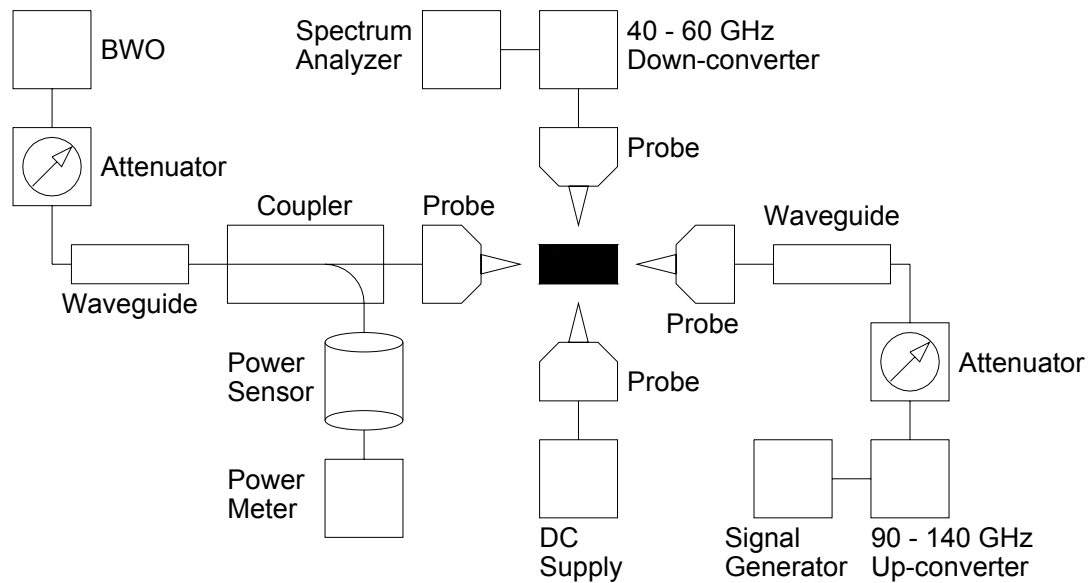 BWO
Spectrum
Analyzer
40 - 60 GHz
Down-converter
Attenuator
Probe
Coupler
Probe
Waveguide
Waveguide
Probe
Power
Sensor
Probe
Attenuator
Power
Meter
DC
Supply
Signal
Generator
90 - 140 GHz
Up-converter